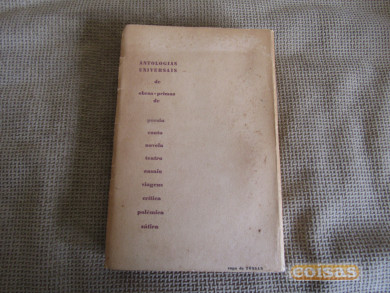 ANTOLOGIAS
UNIVERSAIS
de
obras-primas
de
poesia
conto
novela
teatro
ensaio
viagens
crítica
polémica
sátira
capa de
coisas